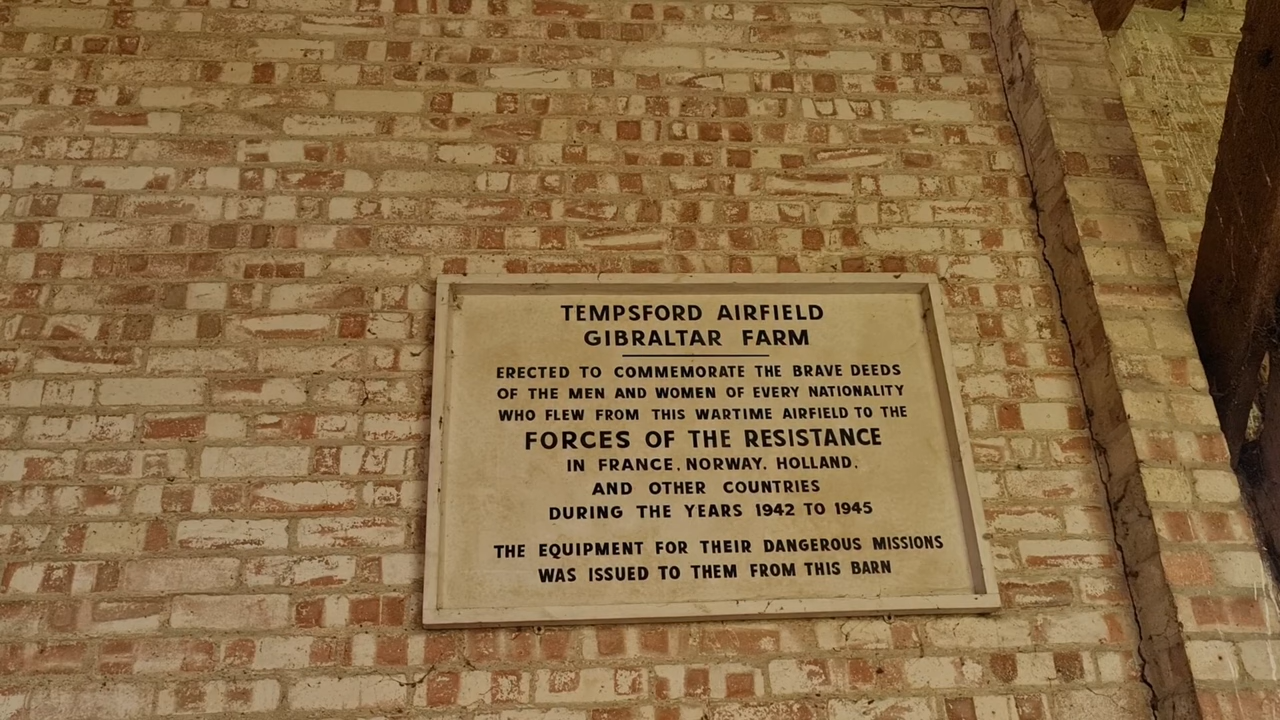 TEMPSFORD AIRFIELD
GIBRALTAR FARM
ERECTED TO COMMEMORATE THE BRAVE DEEDS
OF THE MEN AND WOMEN OF EVERY NATIONALITY
WHO FLEW FROM THIS WARTIME AIRFIELD TO THE
FORCES OF THE RESISTANCE
IN FRANCE. NORWAY. HOLLAND.
AND OTHER COUNTRIES
DURING THE YEARS 1942 TO 1945
THE EQUIPMENT FOR THEIR DANGEROUS MISSIONS
WAS ISSUED TO THEM FROM THIS BARN